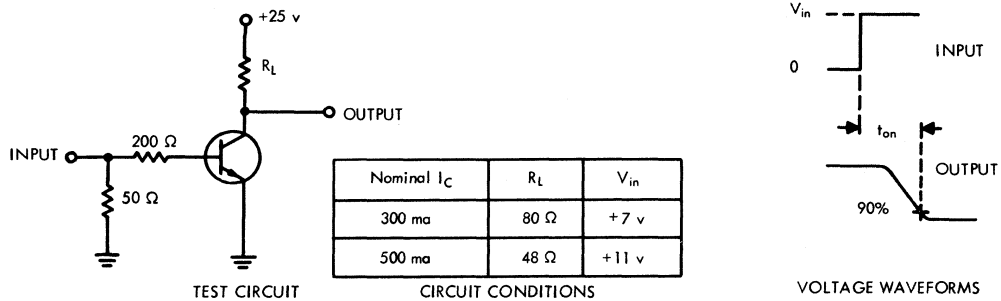 +25 v
R_L
OUTPUT
200 Ω
INPUT
50 Ω
TEST CIRCUIT
Nominal I_C R_L V_in
300 ma 80 Ω +7 v
500 ma 48 Ω +11 v
CIRCUIT CONDITIONS
V_in
INPUT
0
t_on
OUTPUT
90%
VOLTAGE WAVEFORMS